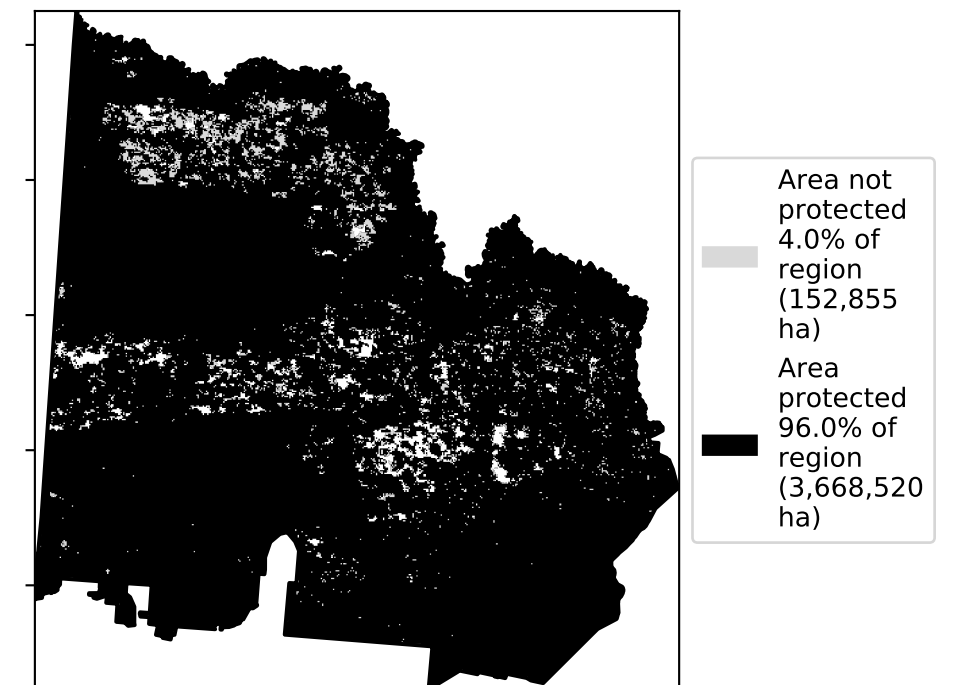 Area not
protected
4.0% of
region
(152,855
ha)
Area
protected
96.0% of
region
(3,668,520
ha)